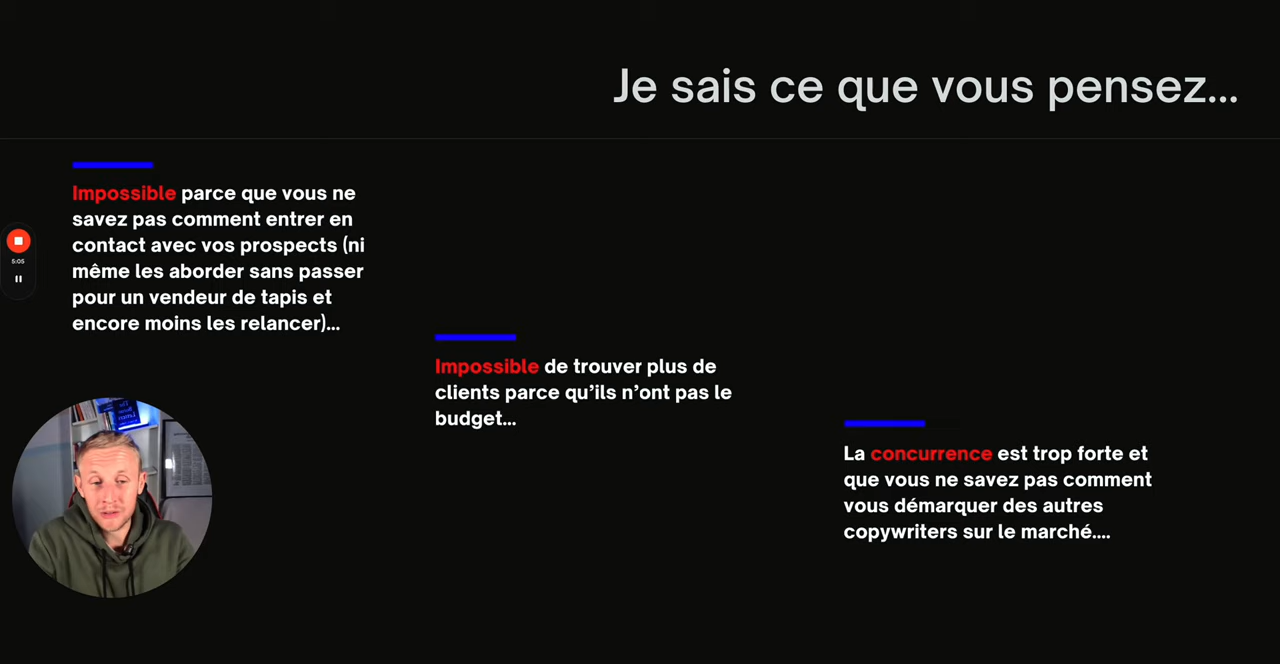 Je sais ce que vous pensez...
Impossible parce que vous ne
savez pas comment entrer en
contact avec vos prospects (ni
même les aborder sans passer
pour un vendeur de tapis et
encore moins les relancer)...
5:05
Impossible de trouver plus de
clients parce qu’ils n’ont pas le
budget...
La concurrence est trop forte et
que vous ne savez pas comment
vous démarquer des autres
copywriters sur le marché....